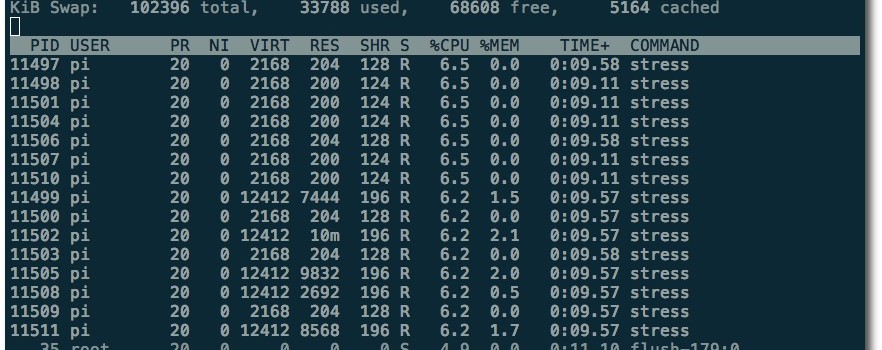 KiB Swap:   102396 total,    33788 used,    68608 free,     5164 cached
  PID USER      PR  NI  VIRT  RES  SHR S  %CPU %MEM    TIME+  COMMAND
11497 pi        20   0  2168  204  128 R   6.5  0.0   0:09.58 stress
11498 pi        20   0  2168  200  124 R   6.5  0.0   0:09.11 stress
11501 pi        20   0  2168  200  124 R   6.5  0.0   0:09.11 stress
11504 pi        20   0  2168  200  124 R   6.5  0.0   0:09.11 stress
11506 pi        20   0  2168  204  128 R   6.5  0.0   0:09.58 stress
11507 pi        20   0  2168  200  124 R   6.5  0.0   0:09.11 stress
11510 pi        20   0  2168  200  124 R   6.5  0.0   0:09.11 stress
11499 pi        20   0 12412 7444  196 R   6.2  1.5   0:09.57 stress
11500 pi        20   0  2168  204  128 R   6.2  0.0   0:09.57 stress
11502 pi        20   0 12412  10m  196 R   6.2  2.1   0:09.57 stress
11503 pi        20   0  2168  204  128 R   6.2  0.0   0:09.58 stress
11505 pi        20   0 12412 9832  196 R   6.2  2.0   0:09.57 stress
11508 pi        20   0 12412 2692  196 R   6.2  0.5   0:09.57 stress
11509 pi        20   0  2168  204  128 R   6.2  0.0   0:09.57 stress
11511 pi        20   0 12412 8568  196 R   6.2  1.7   0:09.57 stress
   35 root      20   0     0    0    0 S   4.9  0.0   0:11.10 flush-179:0